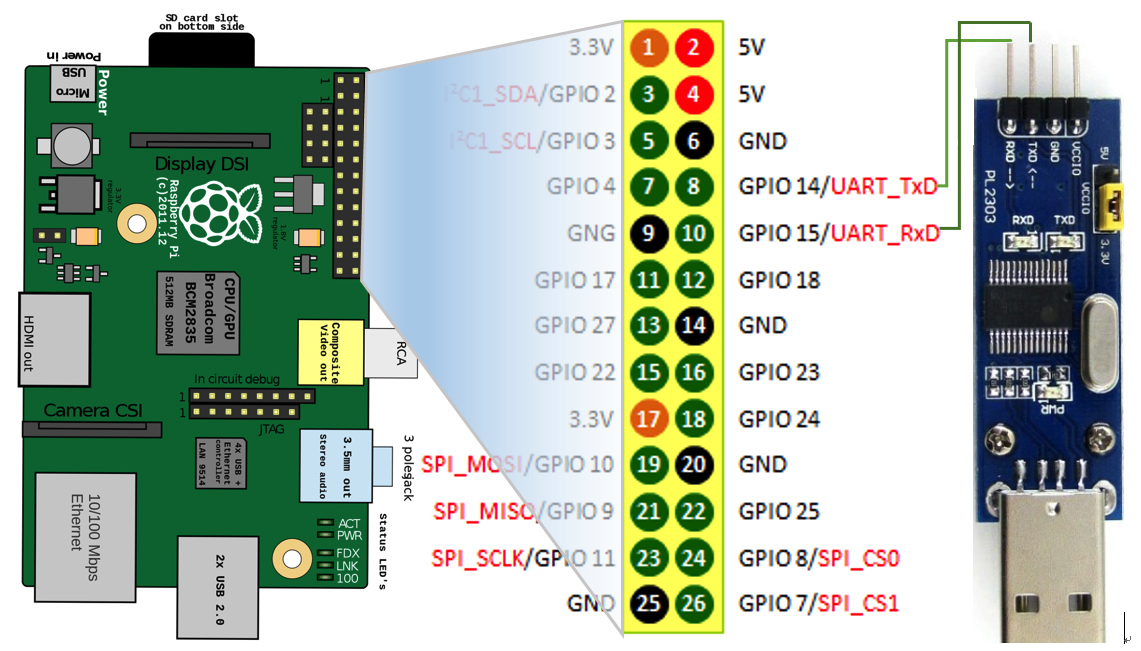 SD card slot
on bottom side
Power in
Micro
USB
Power
Display DSI
3.3V
regulator
Raspberry Pi
(c)2011.12
1.8V
regulator
CPU/GPU
Broadcom
BCM2835
512MB SDRAM
HDMI out
Composite
Video out
RCA
In circuit debug
1
1
JTAG
Camera CSI
4X USB +
Ethernet
controller
LAN 9514
3.5mm out
Stereo audio
3 polesjack
10/100 Mbps
Ethernet
2x USB 2.0
ACT
PWR
FDX
LNK
100
Status LED's
1
1
3.3V 1 2 5V
I²C1_SDA/GPIO 2 3 4 5V
I²C1_SCL/GPIO 3 5 6 GND
GPIO 4 7 8 GPIO 14/UART_TxD
GNG 9 10 GPIO 15/UART_RxD
GPIO 17 11 12 GPIO 18
GPIO 27 13 14 GND
GPIO 22 15 16 GPIO 23
3.3V 17 18 GPIO 24
SPI_MOSI/GPIO 10 19 20 GND
SPI_MISO/GPIO 9 21 22 GPIO 25
SPI_SCLK/GPIO 11 23 24 GPIO 8/SPI_CS0
GND 25 26 GPIO 7/SPI_CS1
RXD -->
TXD <--
GND
VCCIO
5V
VCCIO
3.3V
PL2303
RXD
TXD
PWR